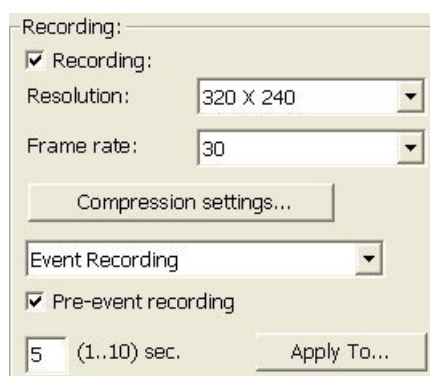 Recording:
Recording:
Resolution: 320 X 240
Frame rate: 30
Compression settings...
Event Recording
Pre-event recording
5 (1..10) sec. Apply To...